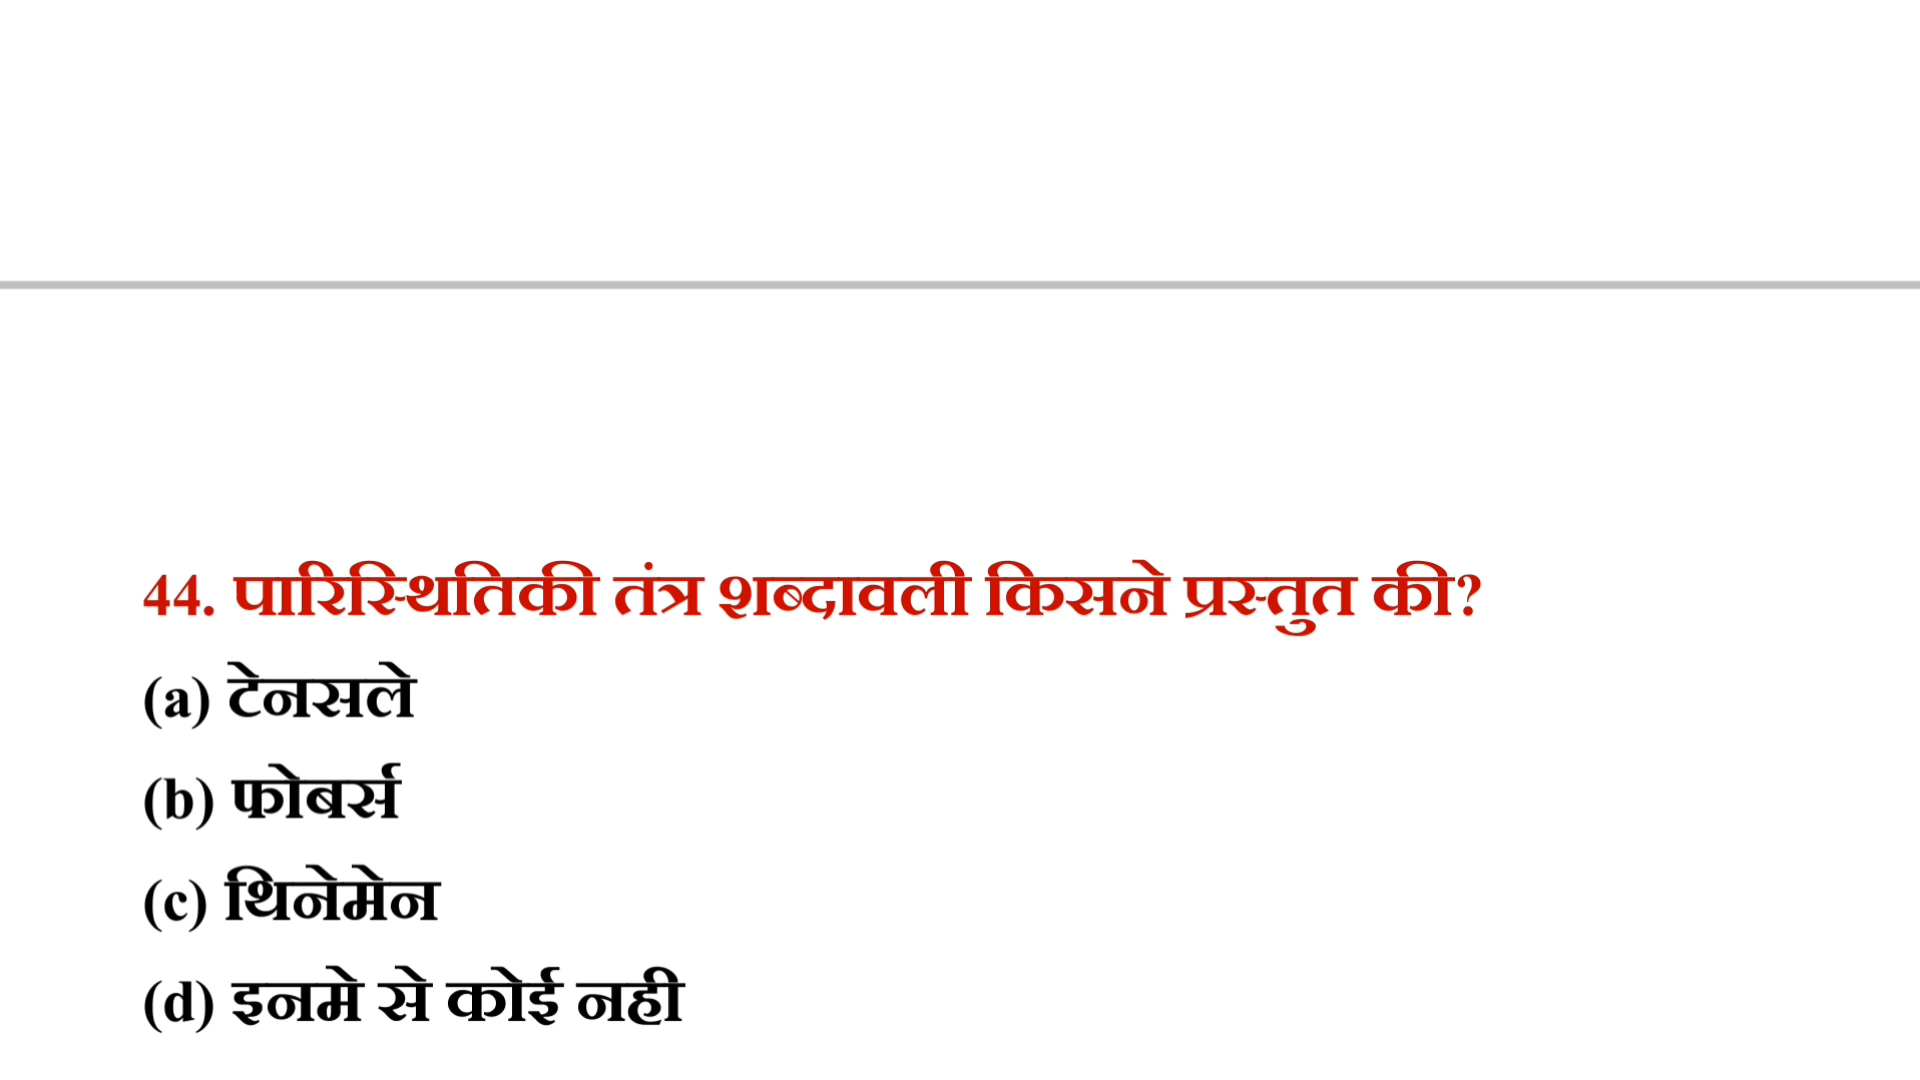 44. पारिस्थितिकी तंत्र शब्दावली किसने प्रस्तुत की?
(a) टेनसले
(b) फोबर्स
(c) थिनेमेन
(d) इनमे से कोई नही